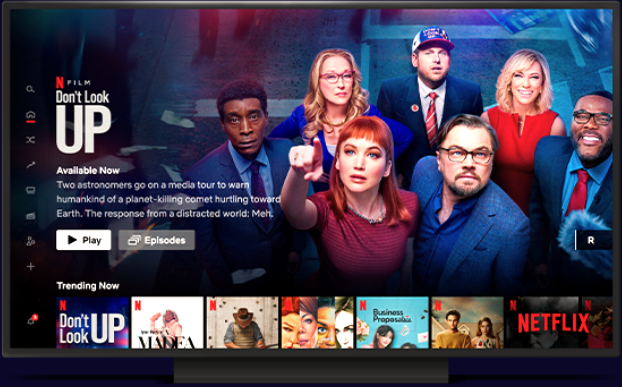 N FILM
Don't Look
UP
Available Now
Two astronomers go on a media tour to warn
humankind of a planet-killing comet hurtling toward
Earth. The response from a distracted world: Meh.
Play
Episodes
R
Trending Now
N
Don't
Look UP
N
MADEA
N
N
Business
Proposal
N
NETFLIX
N